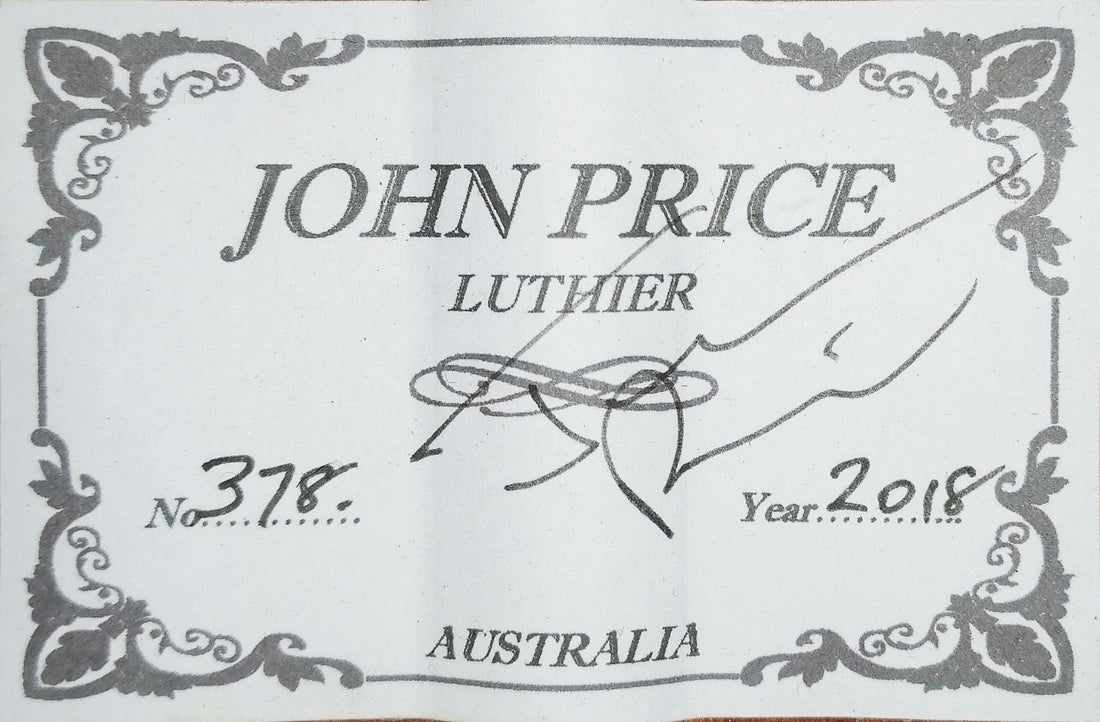 JOHN PRICE
LUTHIER
No 378. Year 2018
AUSTRALIA